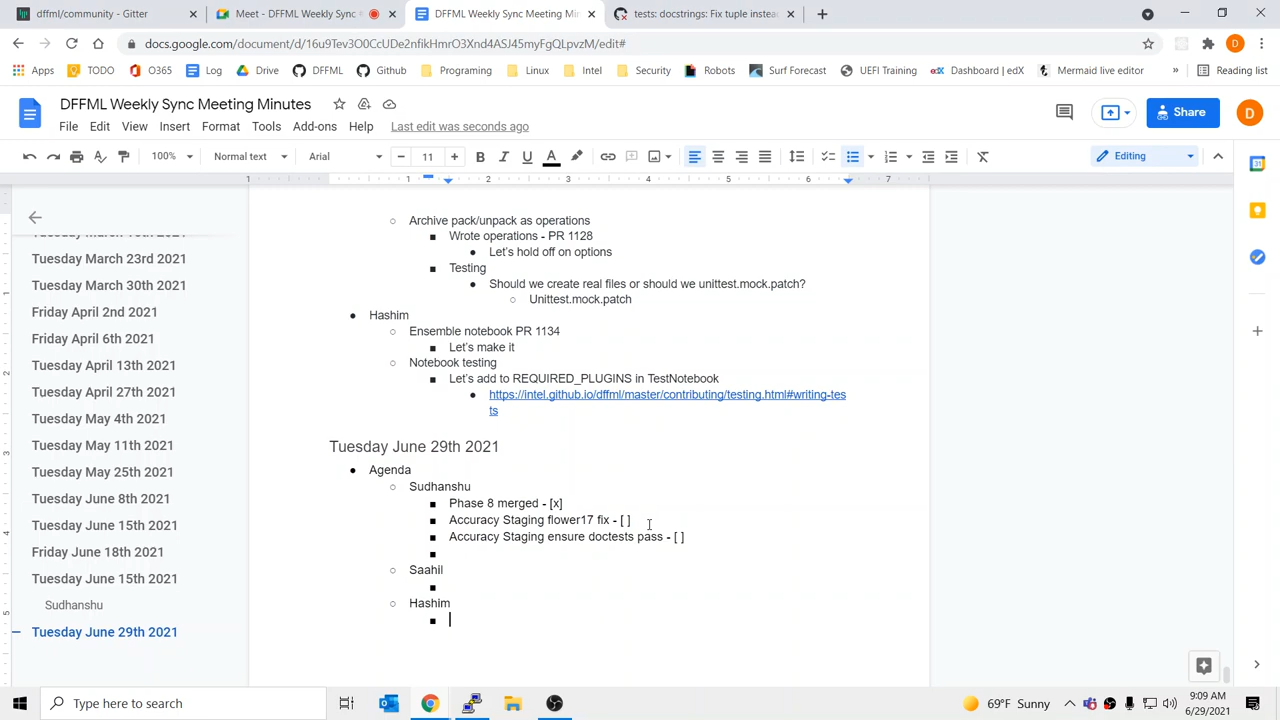 dffml/community - Gitter
Meet - DFFML Weekly Sync
DFFML Weekly Sync Meeting Min
tests: docstrings: Fix tuple instea
docs.google.com/document/d/16u9Tev3O0CcUDe2nfikHmrO3Xnd4ASJ45myFgQLpvzM/edit#
Apps
TODO
O365
Log
Drive
DFFML
Github
Programing
Linux
Intel
Security
Robots
Surf Forecast
UEFI Training
edX
Dashboard | edX
Mermaid live editor
»
Reading list
DFFML Weekly Sync Meeting Minutes
File
Edit
View
Insert
Format
Tools
Add-ons
Help
Last edit was seconds ago
Share
D
100%
Normal text
Arial
11
Editing
1 1 2 3 4 5 6 7
Tuesday March 23rd 2021
Tuesday March 30th 2021
Friday April 2nd 2021
Friday April 6th 2021
Tuesday April 13th 2021
Tuesday April 27th 2021
Tuesday May 4th 2021
Tuesday May 11th 2021
Tuesday May 25th 2021
Tuesday June 8th 2021
Tuesday June 15th 2021
Friday June 18th 2021
Tuesday June 15th 2021
Sudhanshu
Tuesday June 29th 2021
Archive pack/unpack as operations
Wrote operations - PR 1128
Let's hold off on options
Testing
Should we create real files or should we unittest.mock.patch?
Unittest.mock.patch
Hashim
Ensemble notebook PR 1134
Let's make it
Notebook testing
Let's add to REQUIRED_PLUGINS in TestNotebook
https://intel.github.io/dffml/master/contributing/testing.html#writing-tes
ts
Tuesday June 29th 2021
Agenda
Sudhanshu
Phase 8 merged - [x]
Accuracy Staging flower17 fix - [ ]
Accuracy Staging ensure doctests pass - [ ]
Saahil
Hashim
Type here to search
69°F Sunny
9:09 AM
6/29/2021